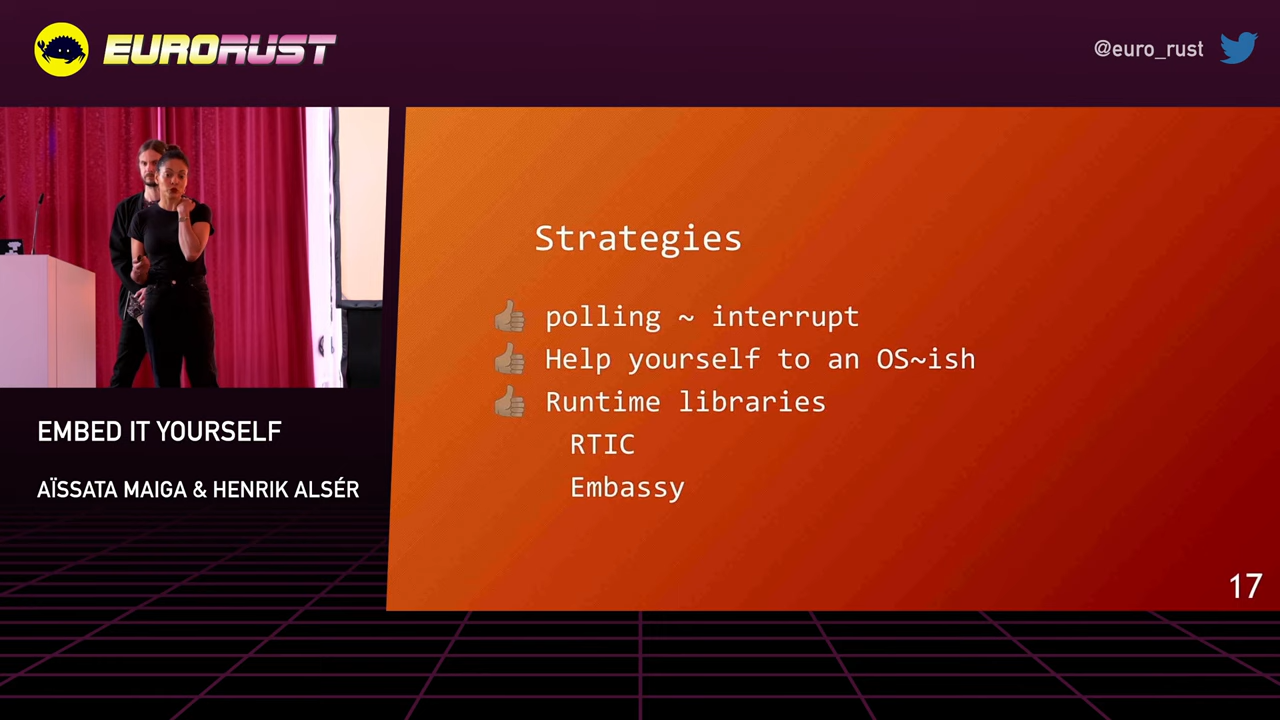 EURORUST
@euro_rust
Strategies
polling ~ interrupt
Help yourself to an OS~ish
Runtime libraries
RTIC
Embassy
17
EMBED IT YOURSELF
AÏSSATA MAIGA & HENRIK ALSÉR